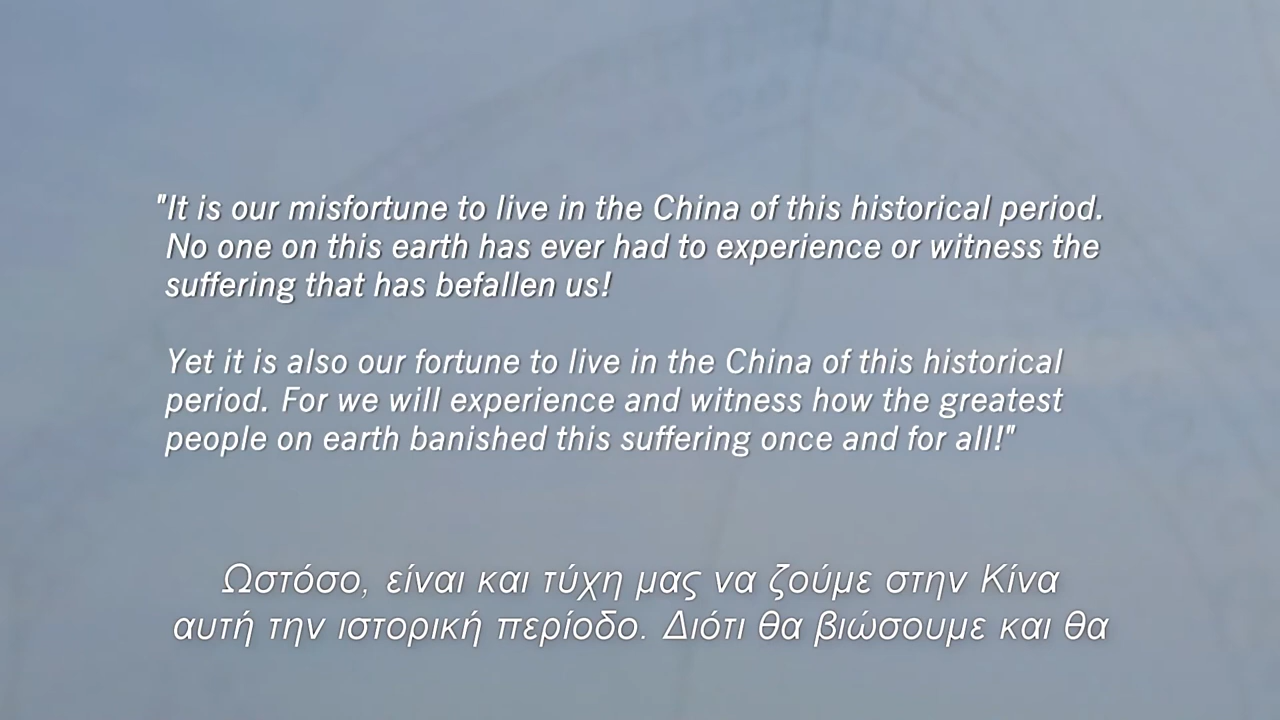 "It is our misfortune to live in the China of this historical period.
No one on this earth has ever had to experience or witness the
suffering that has befallen us!
Yet it is also our fortune to live in the China of this historical
period. For we will experience and witness how the greatest
people on earth banished this suffering once and for all!"
Ωστόσο, είναι και τύχη μας να ζούμε στην Κίνα
αυτή την ιστορική περίοδο. Διότι θα βιώσουμε και θα